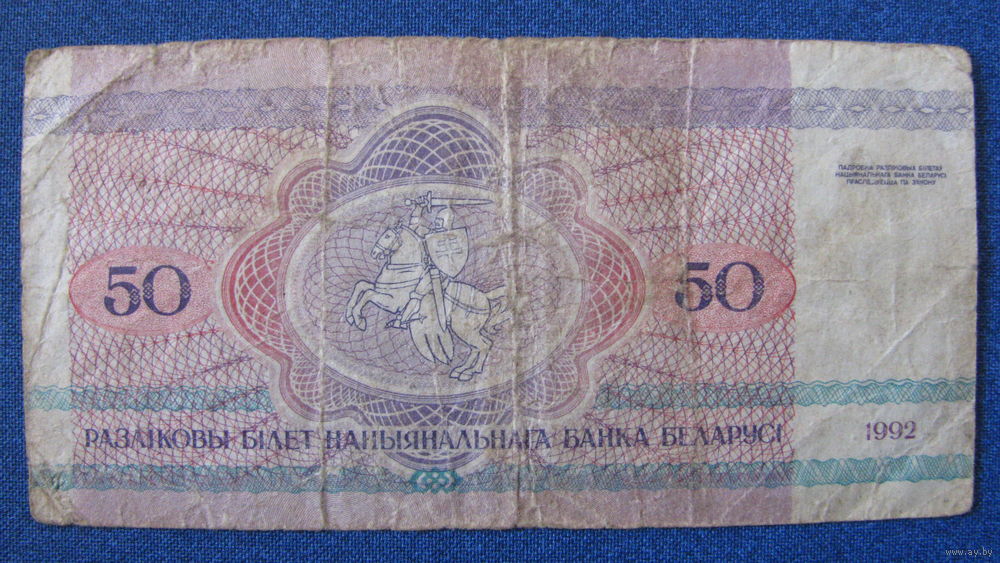 ПАДРОБКА РАЗЛІКОВЫХ БІЛЕТАЎ
НАЦЫЯНАЛЬНАГА БАНКА БЕЛАРУСІ
ПА ЗАКОНУ
50
50
РАЗЛІКОВЫ БІЛЕТ НАЦЫЯНАЛЬНАГА БАНКА БЕЛАРУСІ
1992
www.ay.by